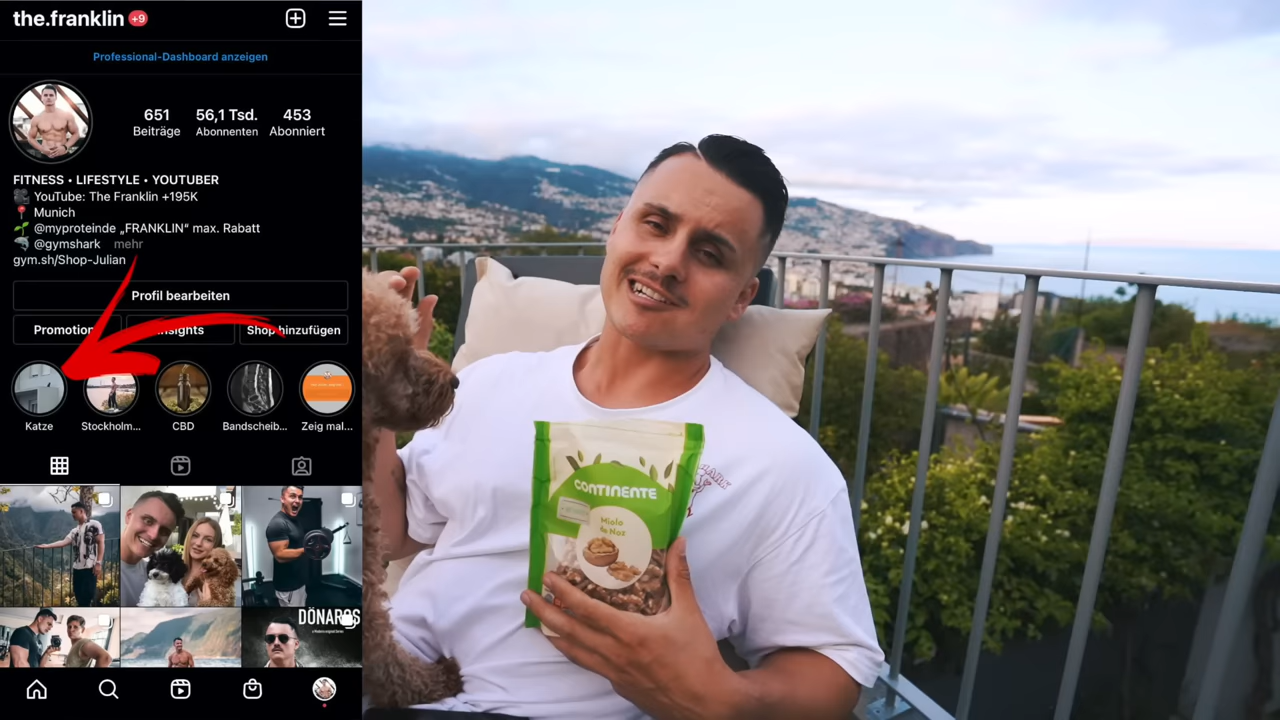 the.franklin +9
Professional-Dashboard anzeigen
651 56,1 Tsd. 453
Beiträge Abonnenten Abonniert
FITNESS • LIFESTYLE • YOUTUBER
YouTube: The Franklin +195K
Munich
@myproteinde „FRANKLIN“ max. Rabatt
@gymshark mehr
gym.sh/Shop-Julian
Profil bearbeiten
Shop hinzufügen
Katze Stockholm... CBD Bandscheib... Zeig mal...
DÖNAROS
CONTINENTE
Miolo
de Noz